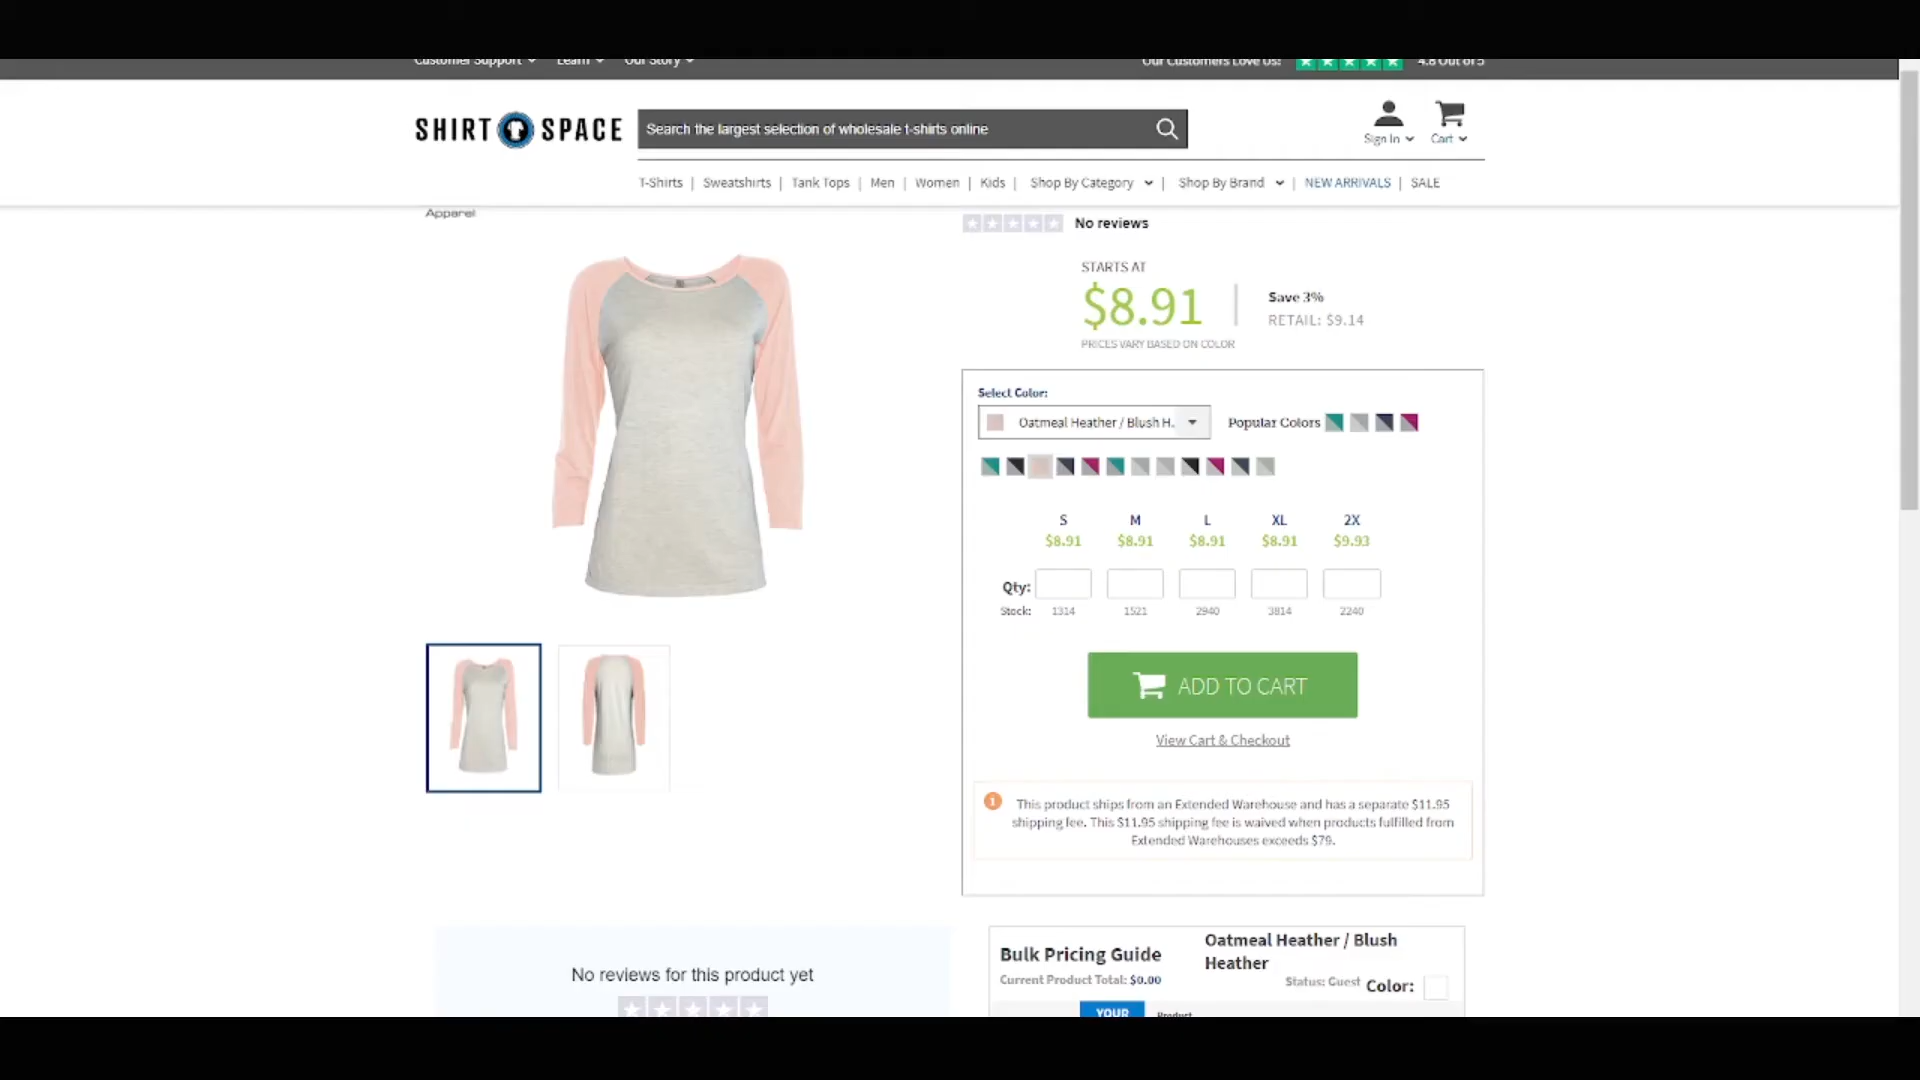 Customer Support Learn Our Story
Our Customers Love Us! 4.8 Out of 5
SHIRT SPACE
Search the largest selection of wholesale t-shirts online
Sign In Cart
T-Shirts | Sweatshirts | Tank Tops | Men | Women | Kids | Shop By Category | Shop By Brand | NEW ARRIVALS | SALE
Apparel
No reviews
STARTS AT
$8.91
Save 3%
RETAIL: $9.14
PRICES VARY BASED ON COLOR
Select Color:
Oatmeal Heather / Blush H.
Popular Colors
S M L XL 2X
$8.91 $8.91 $8.91 $8.91 $9.93
Qty:
Stock: 1314 1521 2940 3814 2240
ADD TO CART
View Cart & Checkout
This product ships from an Extended Warehouse and has a separate $11.95
shipping fee. This $11.95 shipping fee is waived when products fulfilled from
Extended Warehouses exceeds $79.
No reviews for this product yet
Bulk Pricing Guide
Current Product Total: $0.00
Oatmeal Heather / Blush
Heather
Status: Guest Color:
YOUR
Product